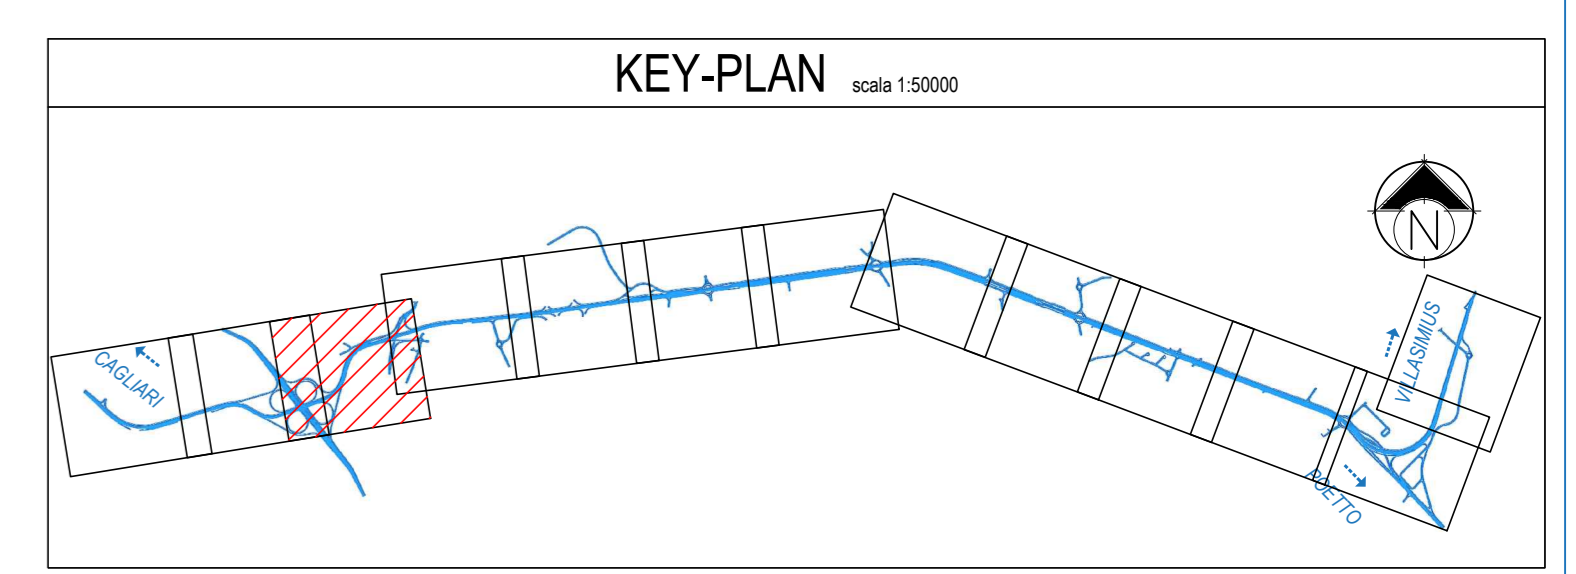 KEY-PLAN scala 1:50000
N
CAGLIARI
VILLASIMIUS
POETTO